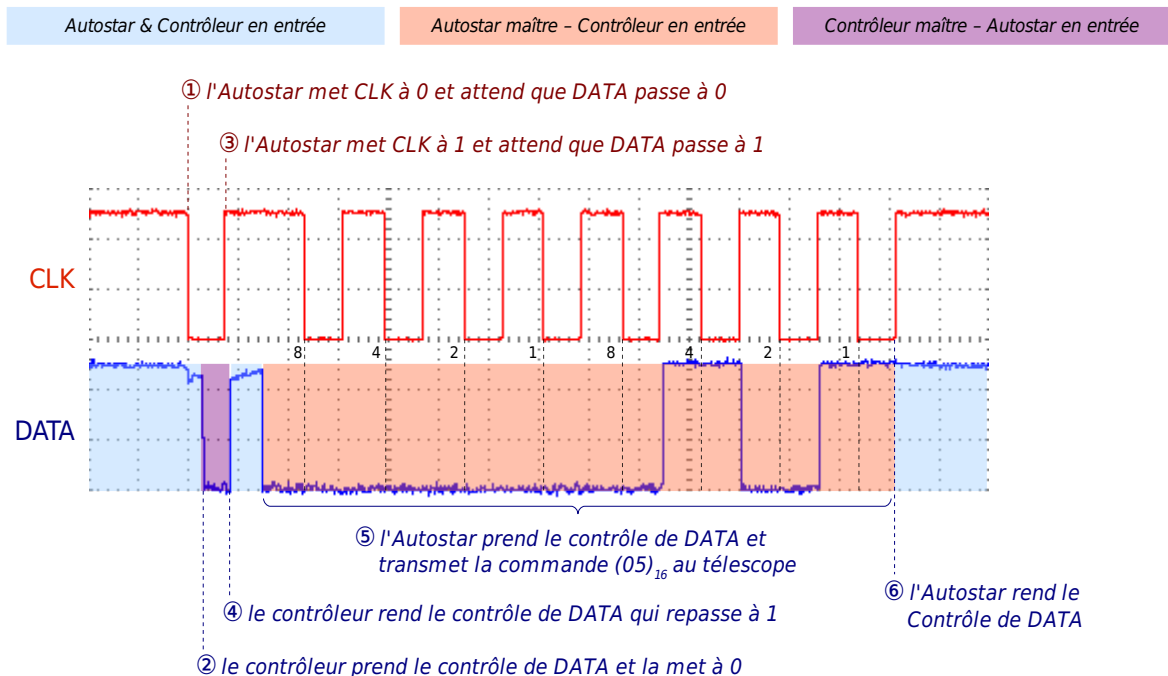 Autostar & Contrôleur en entrée
Autostar maître – Contrôleur en entrée
Contrôleur maître – Autostar en entrée
① l'Autostar met CLK à 0 et attend que DATA passe à 0
③ l'Autostar met CLK à 1 et attend que DATA passe à 1
CLK
8 4 2 1 8 4 2 1
DATA
⑤ l'Autostar prend le contrôle de DATA et
transmet la commande (05)16 au télescope
⑥ l'Autostar rend le
Contrôle de DATA
④ le contrôleur rend le contrôle de DATA qui repasse à 1
② le contrôleur prend le contrôle de DATA et la met à 0